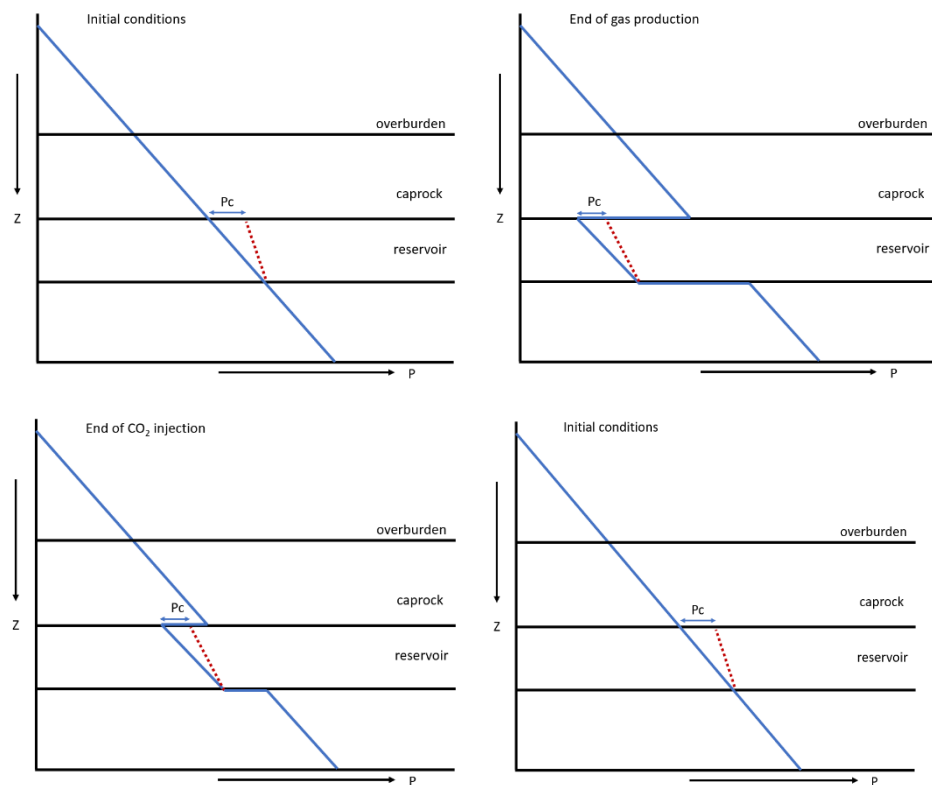 Initial conditions
overburden
caprock
Pc
Z
reservoir
P
End of gas production
overburden
caprock
Pc
Z
reservoir
P
End of CO₂ injection
overburden
caprock
Pc
Z
reservoir
P
Initial conditions
overburden
caprock
Pc
Z
reservoir
P